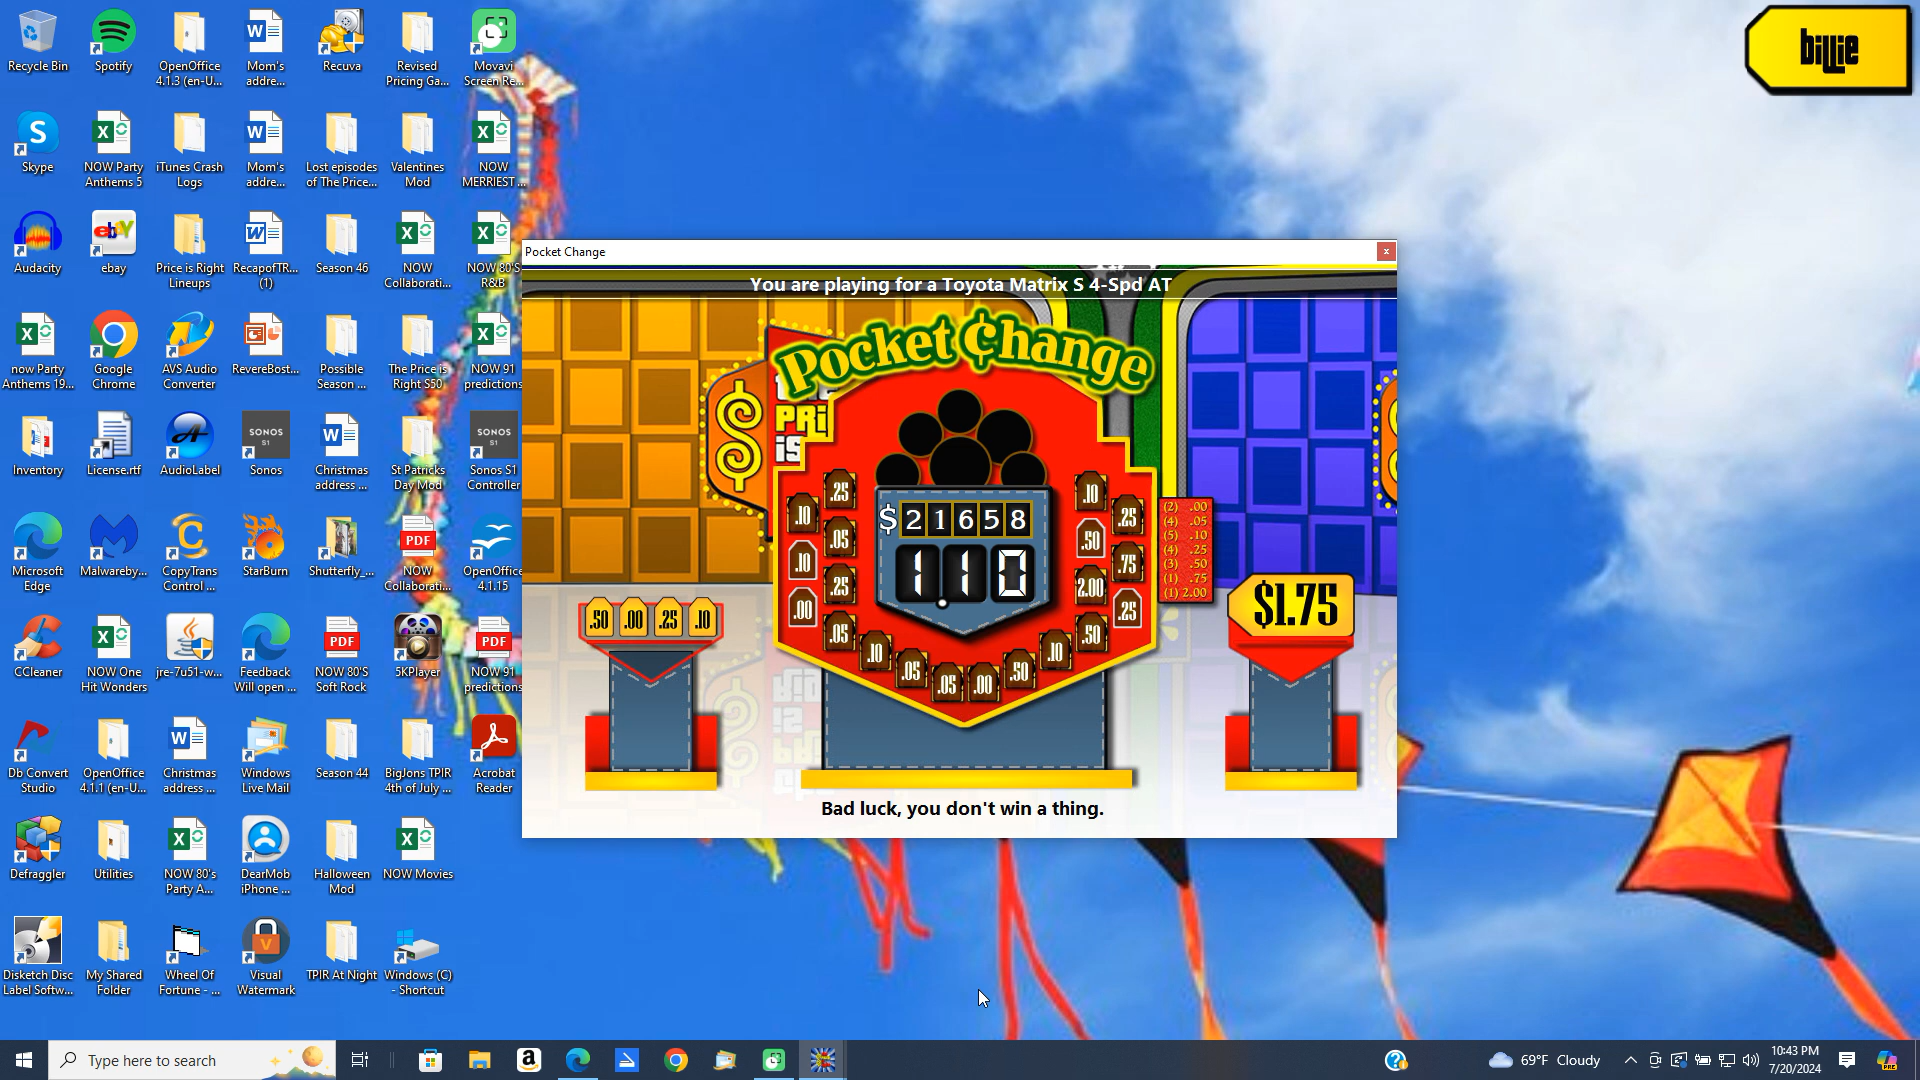 Recycle Bin
Spotify
OpenOffice
4.1.3 (en-U...
Mom's
addre...
Recuva
Revised
Pricing Ga...
Movavi
Screen Re...
billie
Skype
NOW Party
Anthems 5
iTunes Crash
Logs
Mom's
addre...
Lost episodes
of The Price...
Valentines
Mod
NOW
MERRIEST ...
Audacity
ebay
Price is Right
Lineups
RecapofTR...
(1)
Season 46
NOW
Collaborati...
NOW 80'S
R&B
now Party
Anthems 19...
Google
Chrome
AVS Audio
Converter
RevereBost...
Possible
Season ...
The Price is
Right S50
NOW 91
predictions
Inventory
License.rtf
AudioLabel
SONOS
S1
Sonos
Christmas
address ...
St Patricks
Day Mod
SONOS
S1
Sonos S1
Controller
Microsoft
Edge
Malwareby...
CopyTrans
Control ...
StarBurn
Shutterfly_...
PDF
NOW
Collaborati...
OpenOffice
4.1.15
CCleaner
NOW One
Hit Wonders
jre-7u51-w...
Feedback
Will open ...
PDF
NOW 80'S
Soft Rock
5KPlayer
PDF
NOW 91
predictions
Db Convert
Studio
OpenOffice
4.1.1 (en-U...
Christmas
address ...
Windows
Live Mail
Season 44
BigJons TPIR
4th of July ...
Acrobat
Reader
Defraggler
Utilities
NOW 80's
Party A...
DearMob
iPhone ...
Halloween
Mod
NOW Movies
Disketch Disc
Label Softw...
My Shared
Folder
Wheel Of
Fortune - ...
Visual
Watermark
TPIR At Night
Windows (C)
- Shortcut
Pocket Change
x
You are playing for a Toyota Matrix S 4-Spd AT
Pocket ¢hange
$21658
1.10
.10
.10
.00
.25
.05
.25
.05
.10
.05
.05
.00
.50
.10
.50
2.00
.50
.10
.25
.75
.25
(2) .00
(4) .05
(5) .10
(4) .25
(3) .50
(1) .75
(1) 2.00
.50 .00 .25 .10
$1.75
Bad luck, you don't win a thing.
Type here to search
69°F Cloudy
10:43 PM
7/20/2024